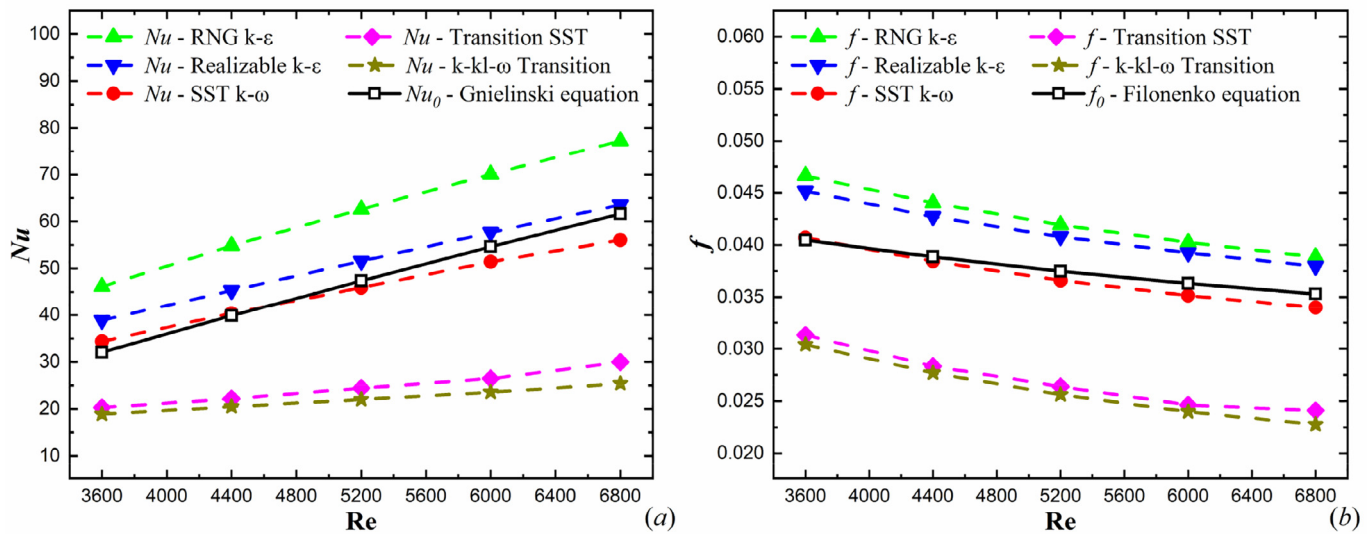 Nu - RNG k-ε
Nu - Realizable k-ε
Nu - SST k-ω
Nu - Transition SST
Nu - k-kl-ω Transition
Nu0 - Gnielinski equation
100
90
80
70
60
50
40
30
20
10
Nu
3600 4000 4400 4800 5200 5600 6000 6400 6800
Re
(a)
f - RNG k-ε
f - Realizable k-ε
f - SST k-ω
f - Transition SST
f - k-kl-ω Transition
f0 - Filonenko equation
0.060
0.055
0.050
0.045
0.040
0.035
0.030
0.025
0.020
f
3600 4000 4400 4800 5200 5600 6000 6400 6800
Re
(b)